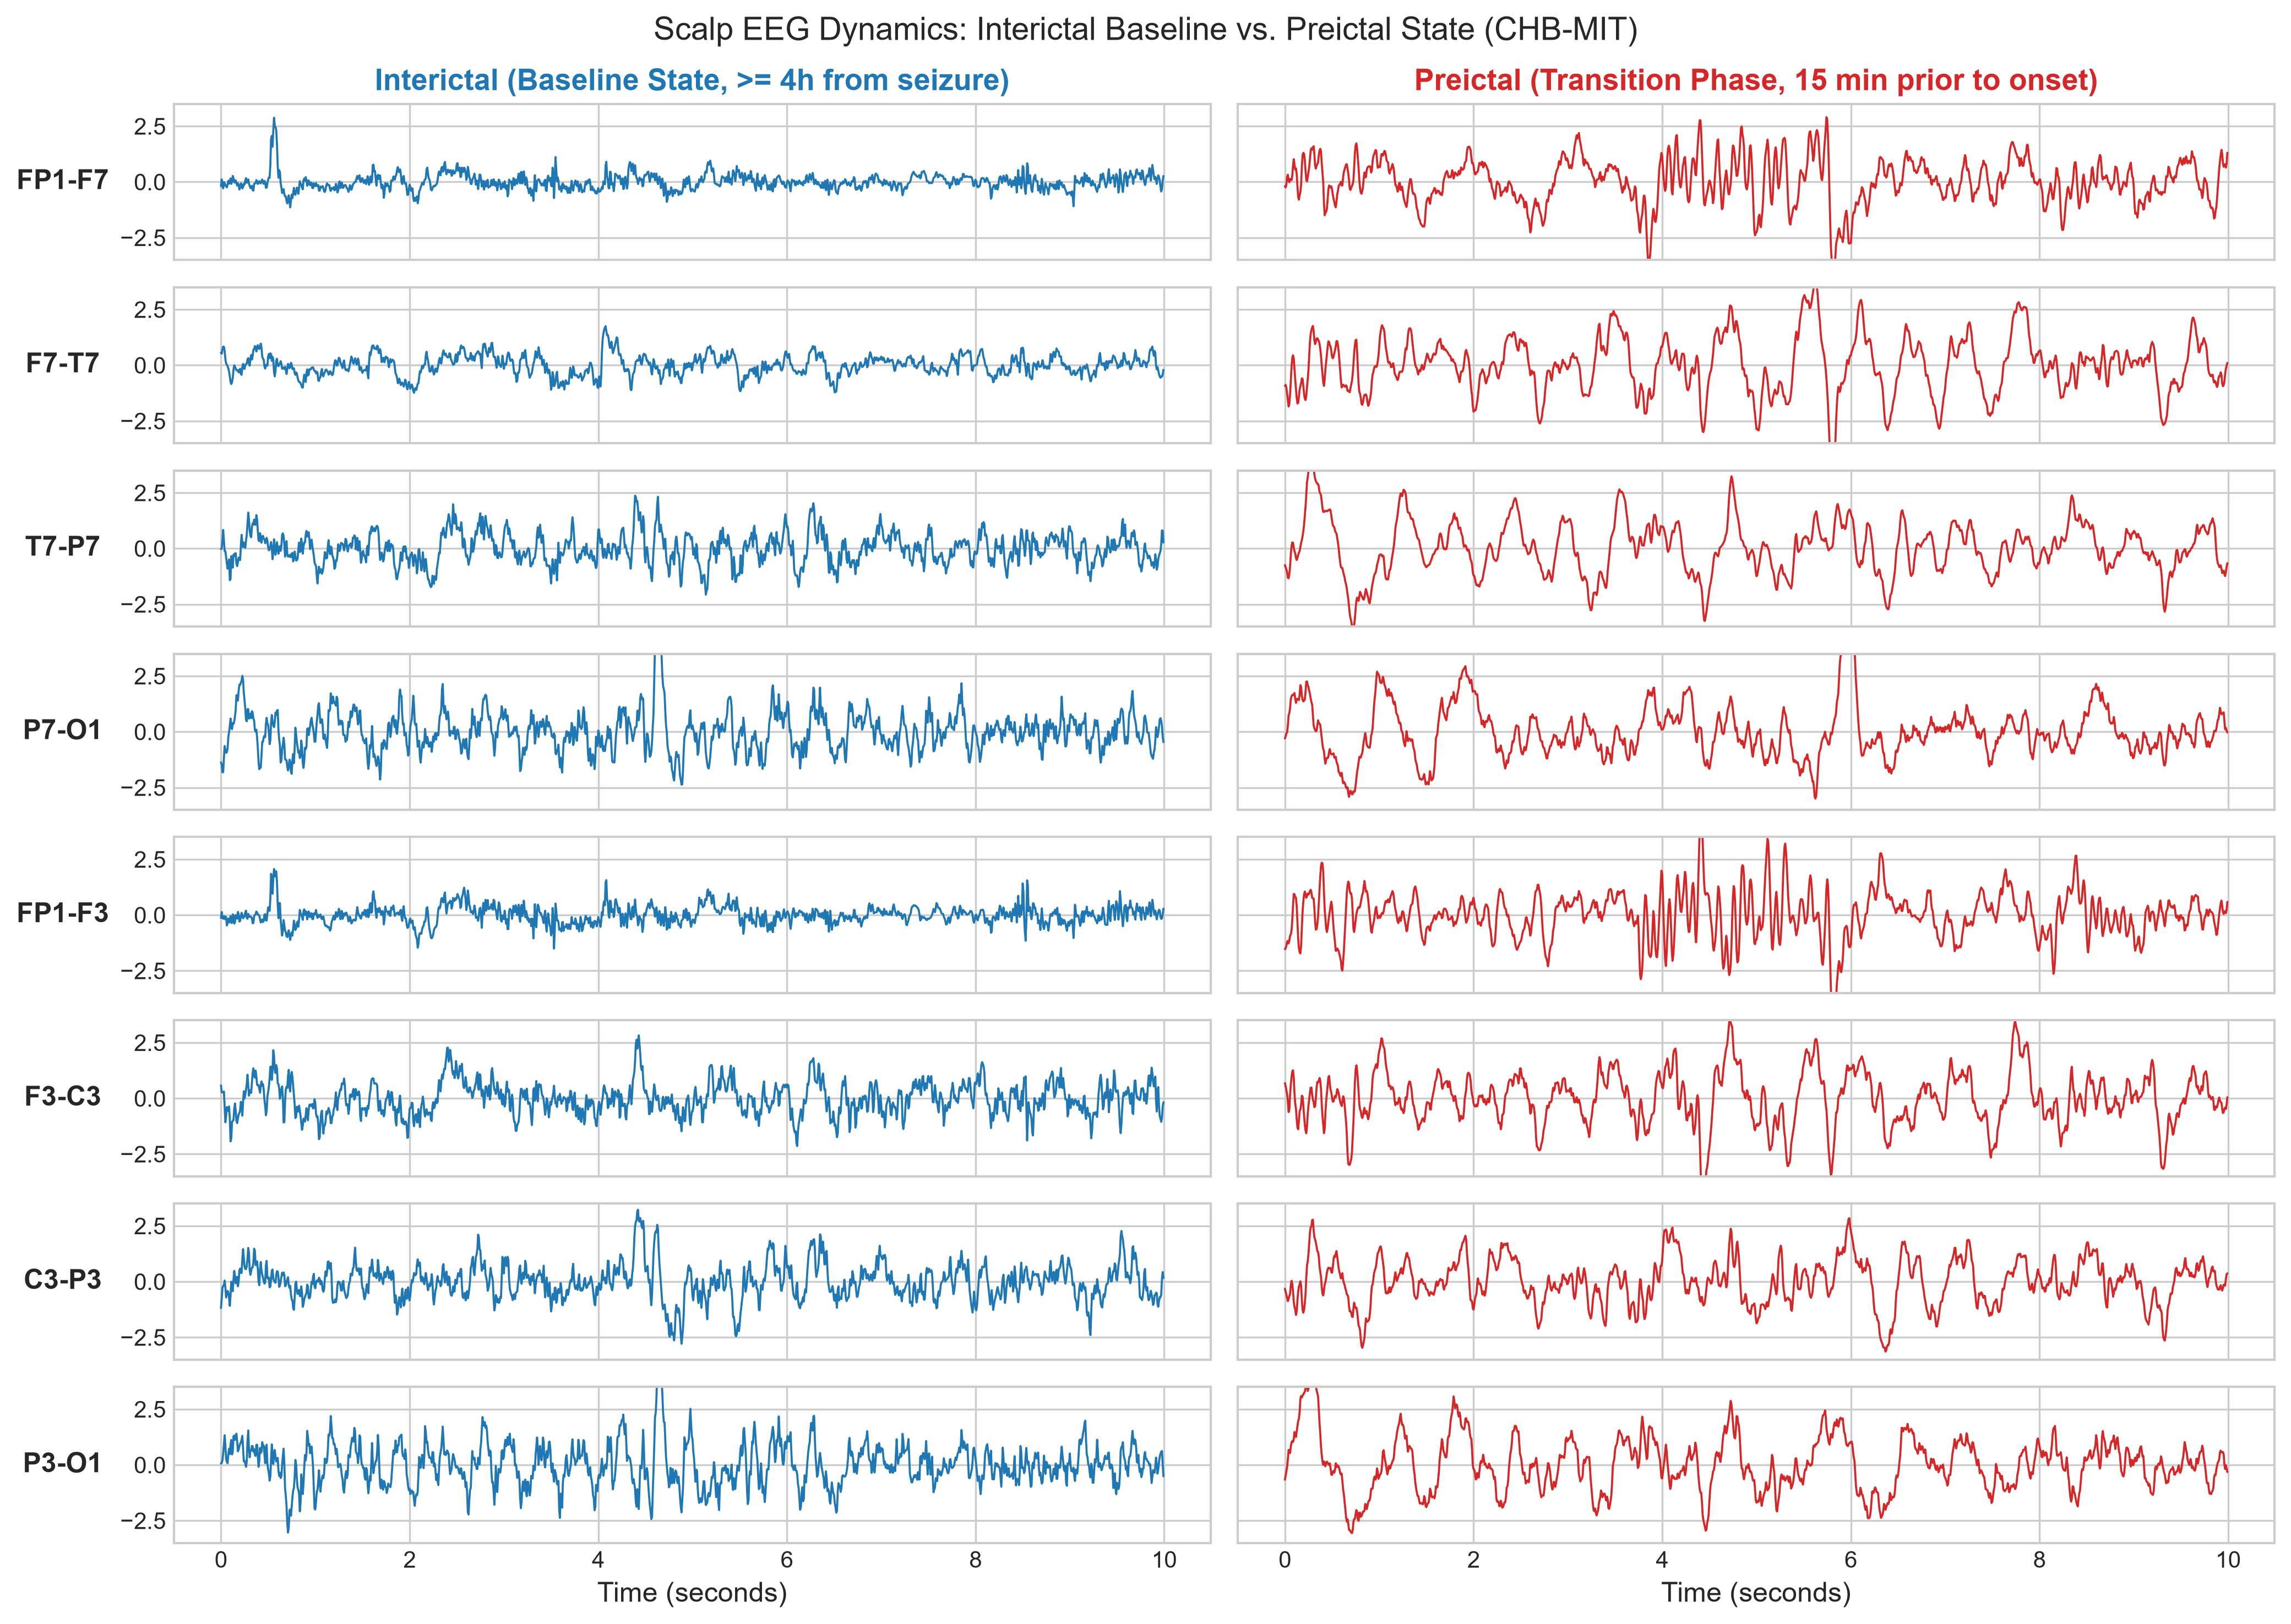 Scalp EEG Dynamics: Interictal Baseline vs. Preictal State (CHB-MIT)
Interictal (Baseline State, >= 4h from seizure)
Preictal (Transition Phase, 15 min prior to onset)
FP1-F7
2.5
0.0
−2.5
F7-T7
2.5
0.0
−2.5
T7-P7
2.5
0.0
−2.5
P7-O1
2.5
0.0
−2.5
FP1-F3
2.5
0.0
−2.5
F3-C3
2.5
0.0
−2.5
C3-P3
2.5
0.0
−2.5
P3-O1
2.5
0.0
−2.5
0 2 4 6 8 10
Time (seconds)
0 2 4 6 8 10
Time (seconds)